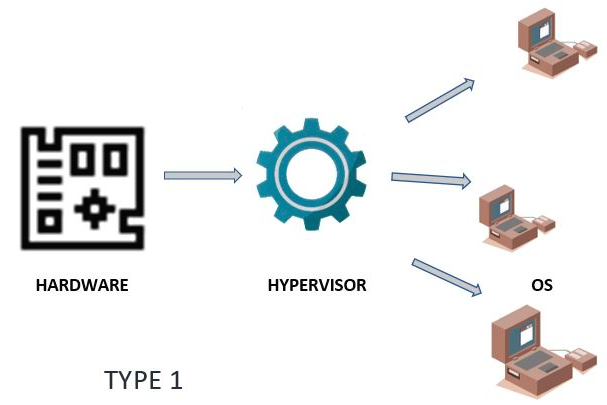 HARDWARE
HYPERVISOR
OS
TYPE 1